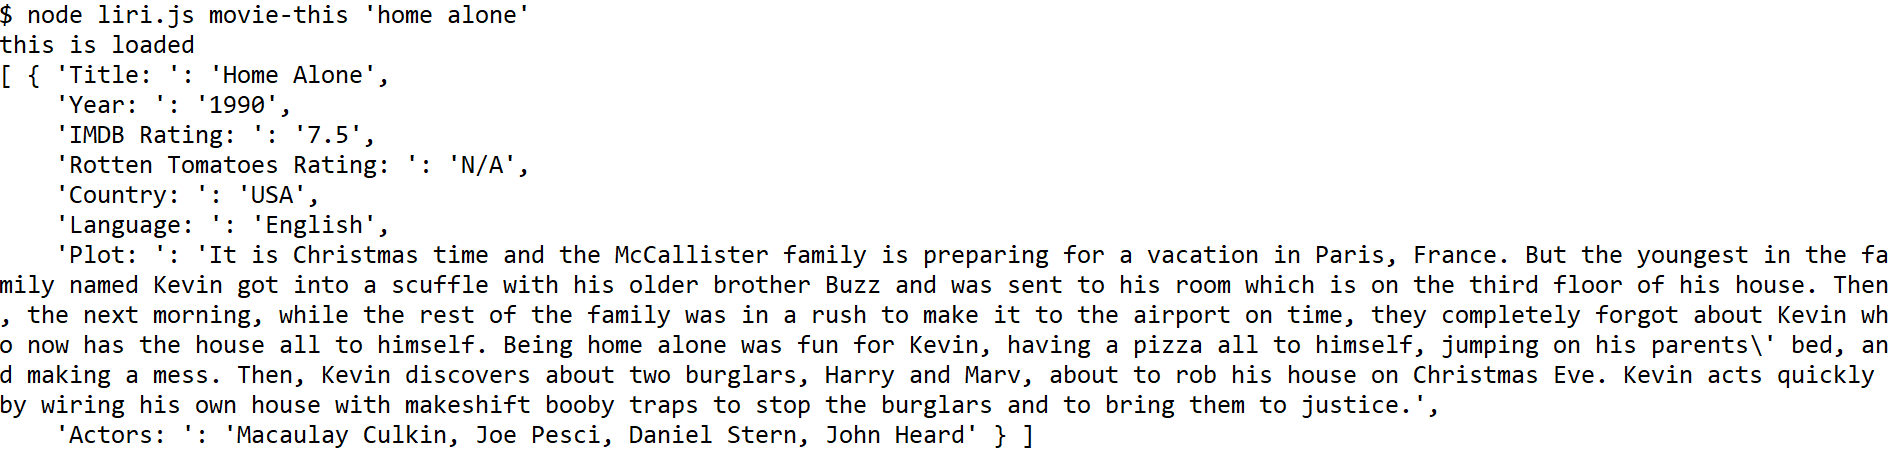 $ node liri.js movie-this 'home alone'
this is loaded
[ { 'Title: ': 'Home Alone',
    'Year: ': '1990',
    'IMDB Rating: ': '7.5',
    'Rotten Tomatoes Rating: ': 'N/A',
    'Country: ': 'USA',
    'Language: ': 'English',
    'Plot: ': 'It is Christmas time and the McCallister family is preparing for a vacation in Paris, France. But the youngest in the fa
mily named Kevin got into a scuffle with his older brother Buzz and was sent to his room which is on the third floor of his house. Then
, the next morning, while the rest of the family was in a rush to make it to the airport on time, they completely forgot about Kevin wh
o now has the house all to himself. Being home alone was fun for Kevin, having a pizza all to himself, jumping on his parents\' bed, an
d making a mess. Then, Kevin discovers about two burglars, Harry and Marv, about to rob his house on Christmas Eve. Kevin acts quickly
by wiring his own house with makeshift booby traps to stop the burglars and to bring them to justice.',
    'Actors: ': 'Macaulay Culkin, Joe Pesci, Daniel Stern, John Heard' } ]